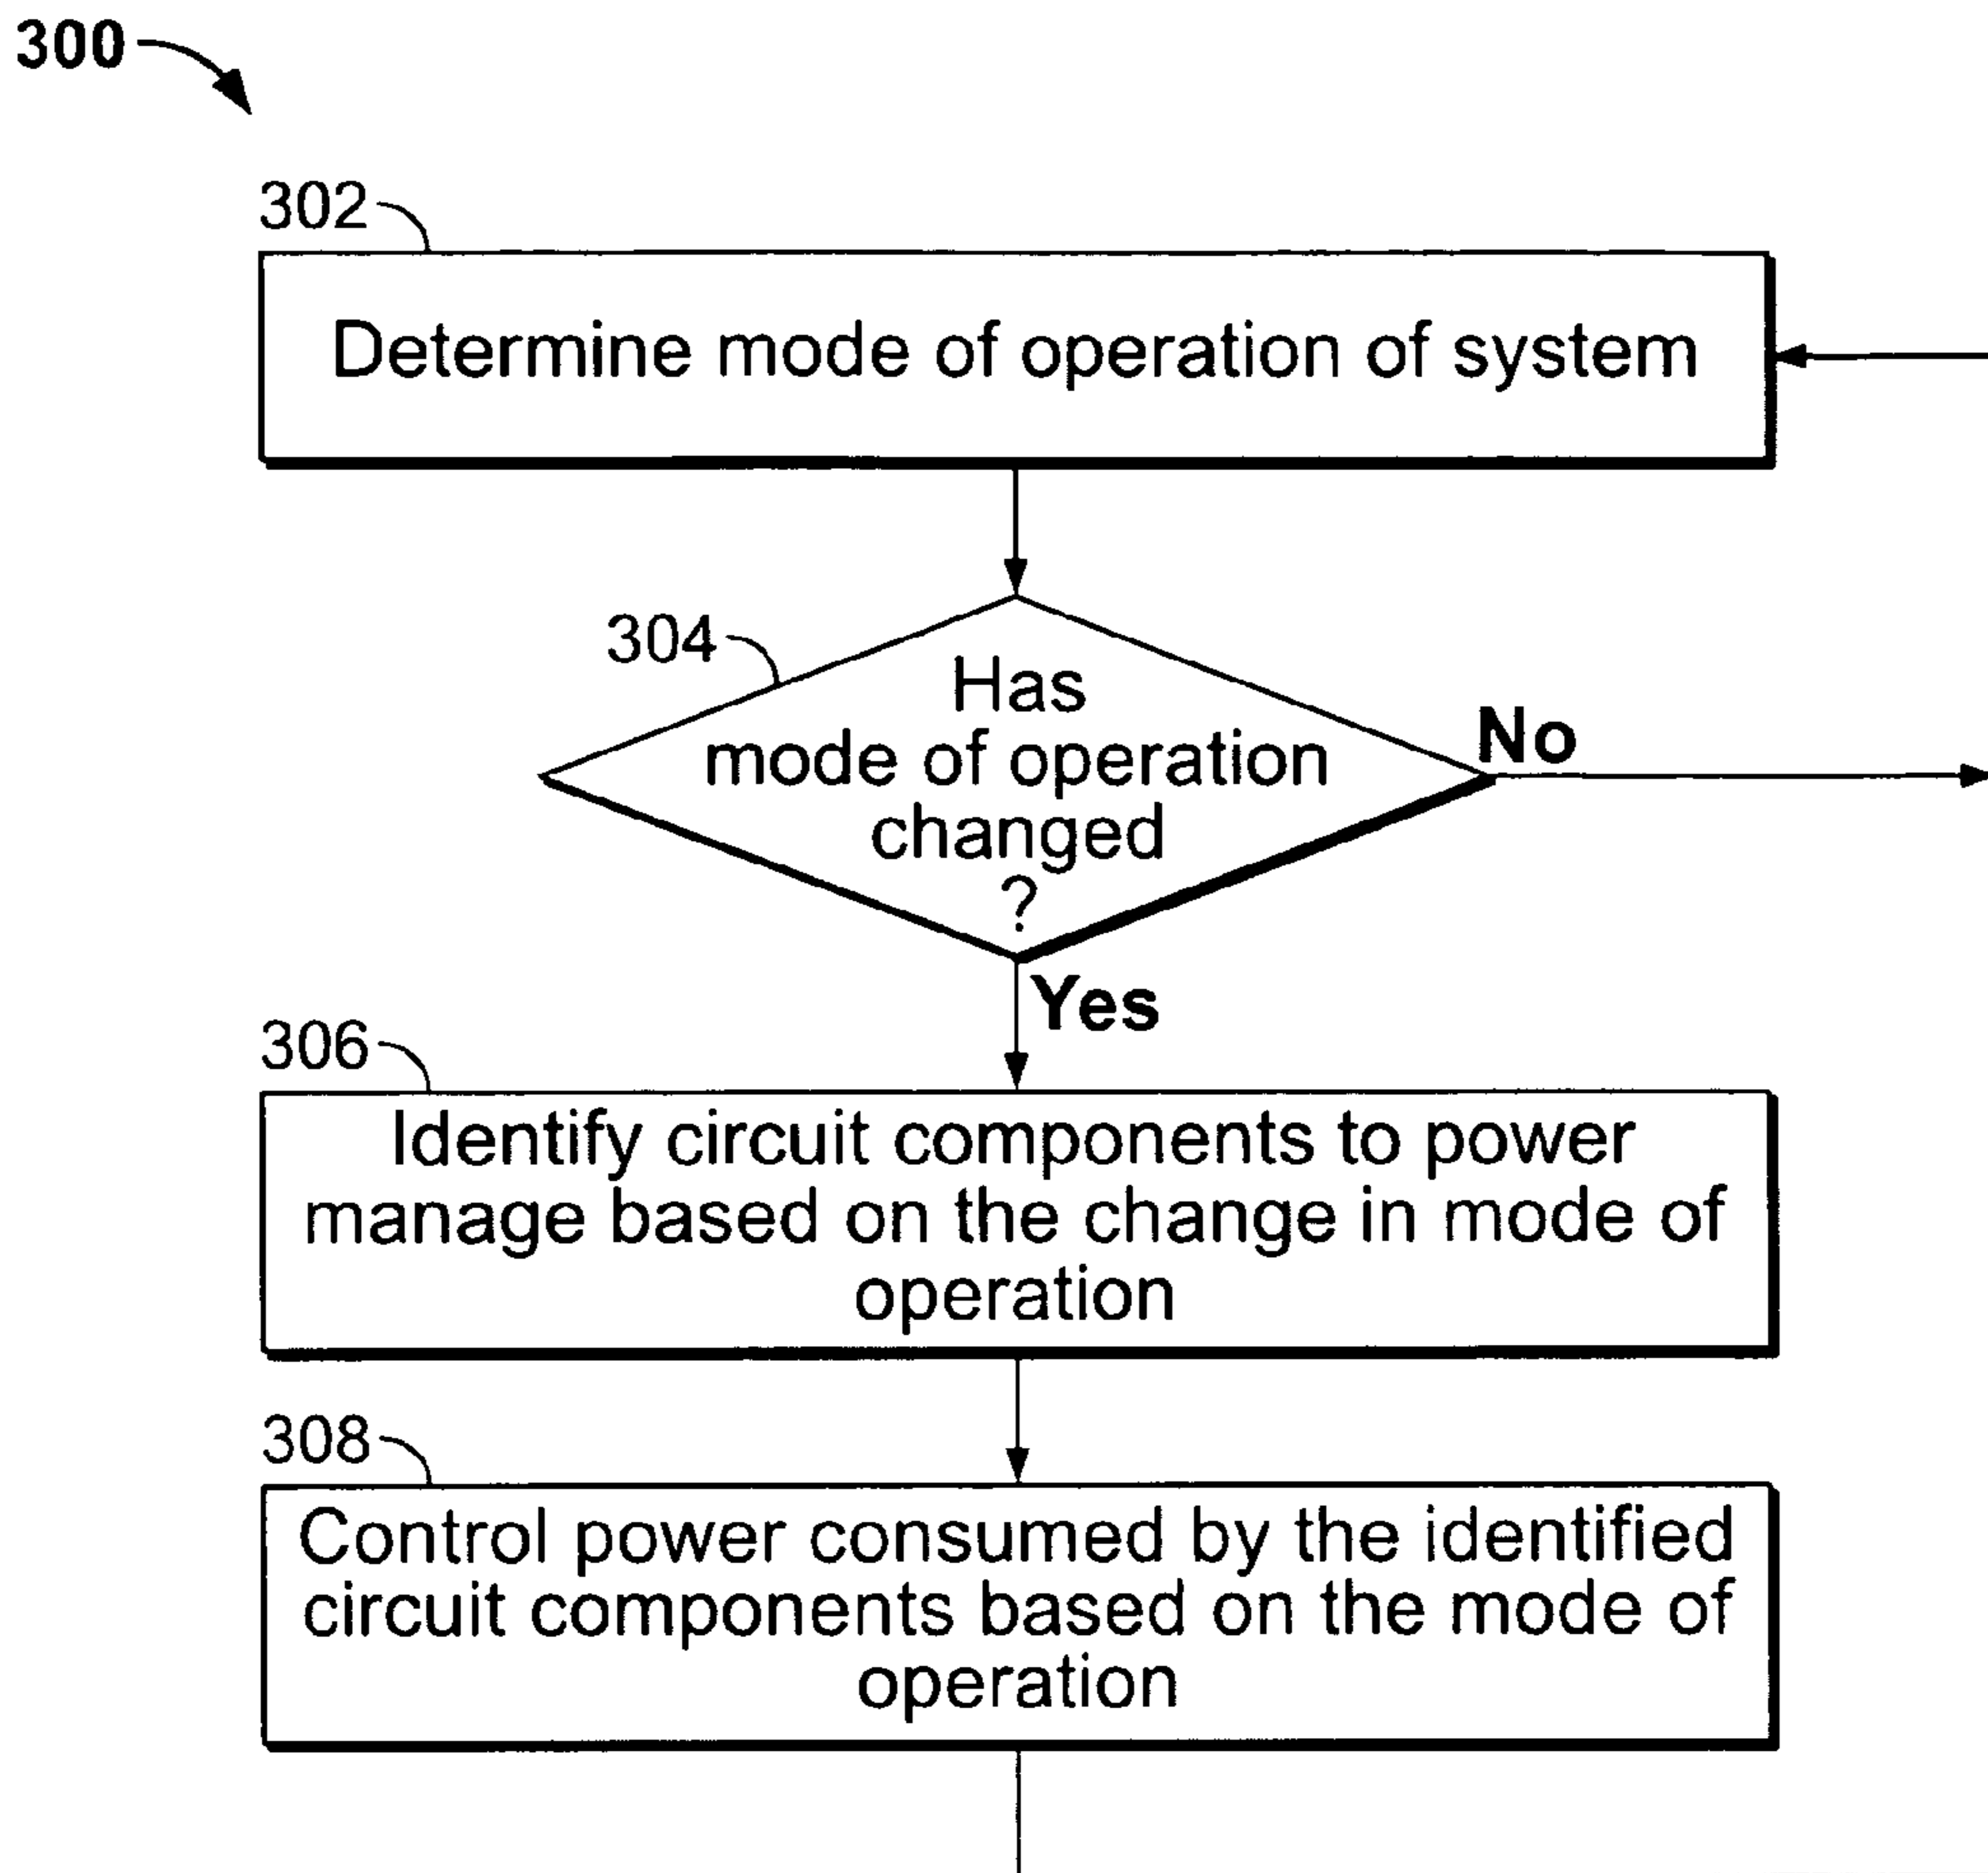 300
302
Determine mode of operation of system
304
Has
mode of operation
changed
?
No
Yes
306
Identify circuit components to power
manage based on the change in mode of
operation
308
Control power consumed by the identified
circuit components based on the mode of
operation